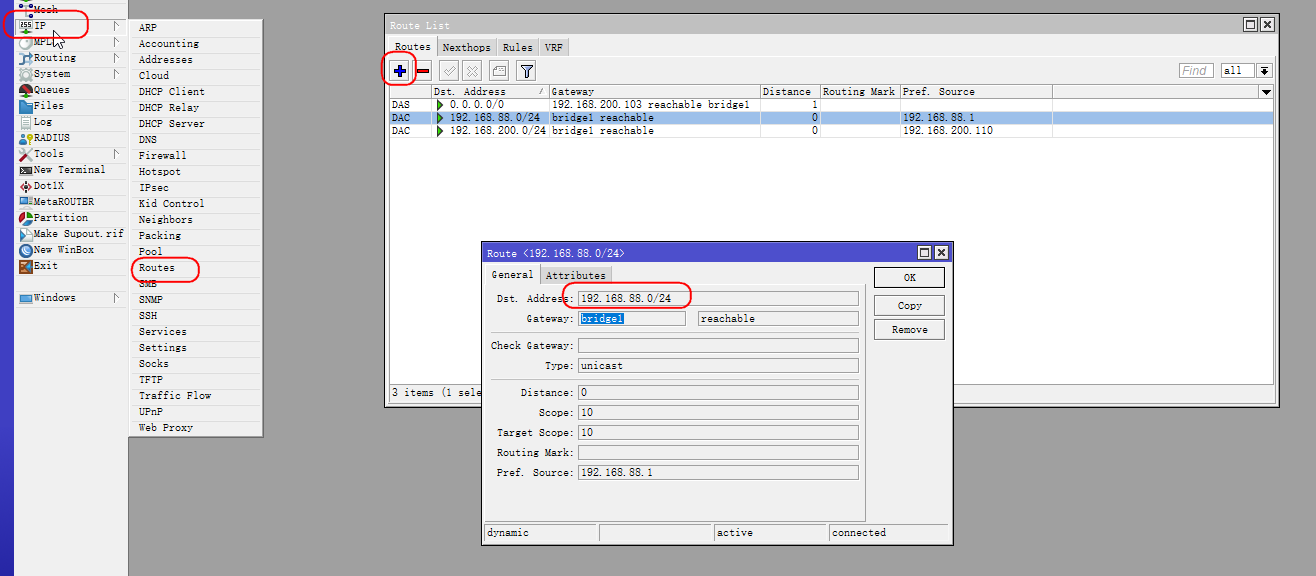 Mesh
IP
MPL
Routing
System
Queues
Files
Log
RADIUS
Tools
New Terminal
Dot1X
MetaROUTER
Partition
Make Supout.rif
New WinBox
Exit
Windows
ARP
Accounting
Addresses
Cloud
DHCP Client
DHCP Relay
DHCP Server
DNS
Firewall
Hotspot
IPsec
Kid Control
Neighbors
Packing
Pool
Routes
SMB
SNMP
SSH
Services
Settings
Socks
TFTP
Traffic Flow
UPnP
Web Proxy
Route List
Routes Nexthops Rules VRF
Find all
Dst. Address Gateway Distance Routing Mark Pref. Source
DAS 0.0.0.0/0 192.168.200.103 reachable bridge1 1
DAC 192.168.88.0/24 bridge1 reachable 0 192.168.88.1
DAC 192.168.200.0/24 bridge1 reachable 0 192.168.200.110
3 items (1 sele
Route <192.168.88.0/24>
General Attributes
Dst. Address: 192.168.88.0/24
Gateway: bridge1 reachable
Check Gateway:
Type: unicast
Distance: 0
Scope: 10
Target Scope: 10
Routing Mark:
Pref. Source: 192.168.88.1
OK
Copy
Remove
dynamic active connected